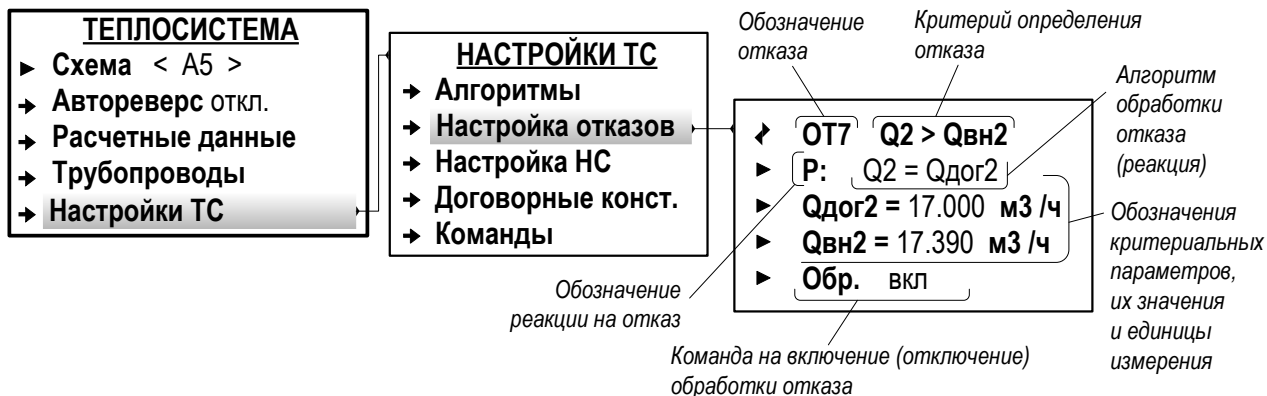 ТЕПЛОСИСТЕМА
Схема < А5 >
Автореверс откл.
Расчетные данные
Трубопроводы
Настройки ТС
НАСТРОЙКИ ТС
Алгоритмы
Настройка отказов
Настройка НС
Договорные конст.
Команды
Обозначение
отказа
Критерий определения
отказа
Алгоритм
обработки
отказа
(реакция)
ОТ7 Q2 > Qвн2
Р: Q2 = Qдог2
Qдог2 = 17.000 м3 /ч
Qвн2 = 17.390 м3 /ч
Обр. вкл
Обозначения
критериальных
параметров,
их значения
и единицы
измерения
Обозначение
реакции на отказ
Команда на включение (отключение)
обработки отказа